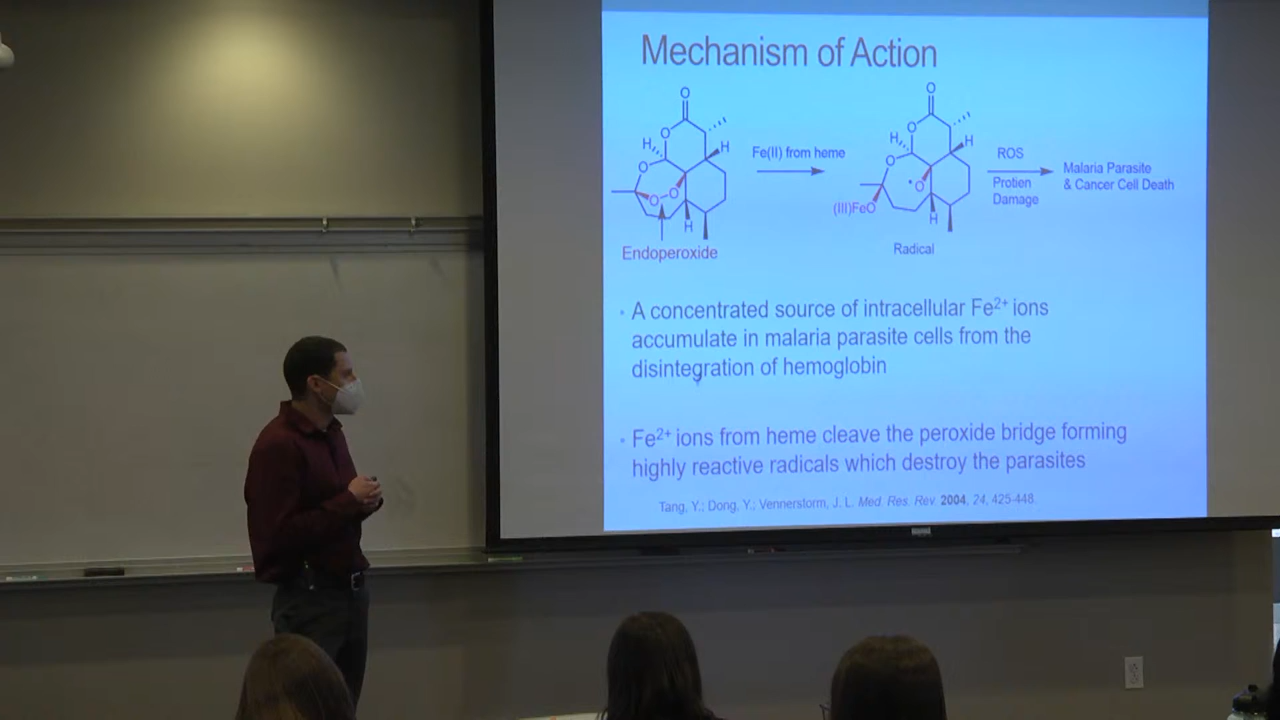 Mechanism of Action
O
O
H
H
O
O
O
H
Endoperoxide
Fe(II) from heme
O
O
H
H
O
O
(III)FeO
H
Radical
ROS
Protien
Damage
Malaria Parasite
& Cancer Cell Death
· A concentrated source of intracellular Fe²⁺ ions
accumulate in malaria parasite cells from the
disintegration of hemoglobin
· Fe²⁺ ions from heme cleave the peroxide bridge forming
highly reactive radicals which destroy the parasites
Tang, Y.; Dong, Y.; Vennerstorm, J. L. Med. Res. Rev. 2004, 24, 425-448.